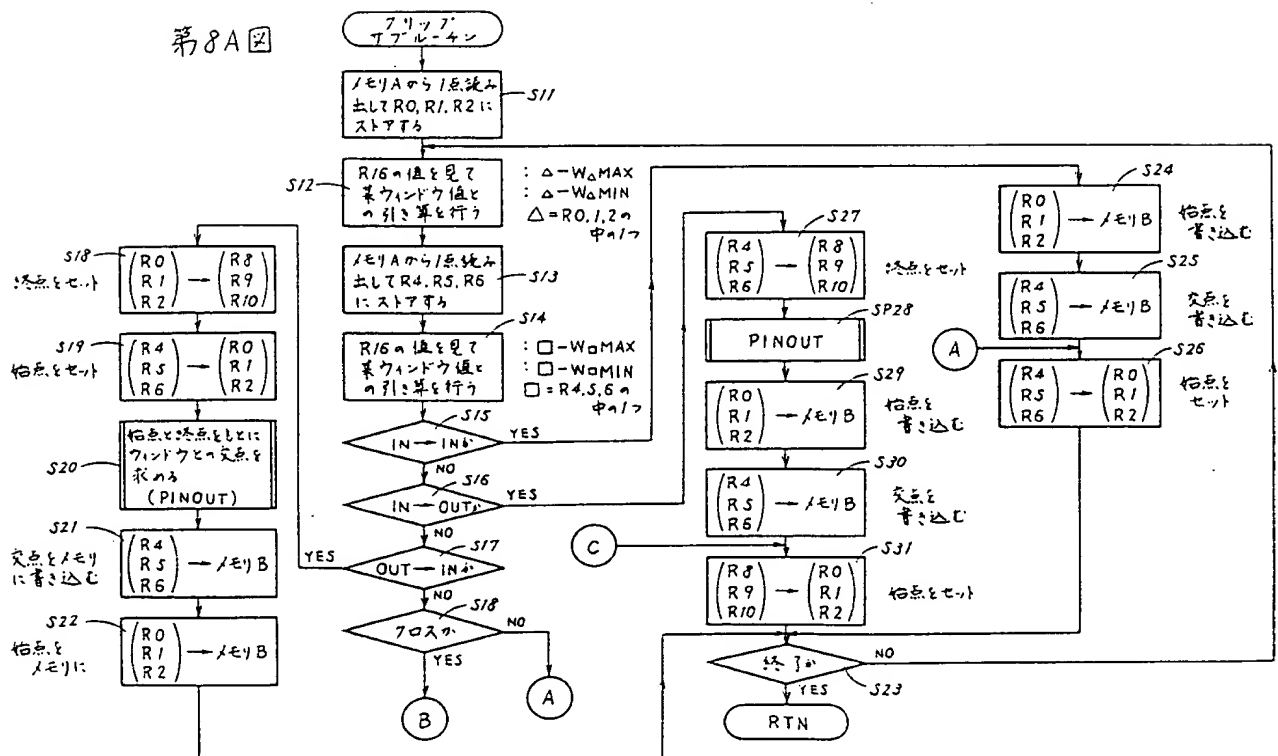 第8A図
クリップ
サブルーチン
メモリAから1点読み
出してR0,R1,R2に
ストアする
S11
R16の値を見て
某ウィンドウ値と
の引き算を行う
S12
: △-W△MAX
: △-W△MIN
△=R0,1,2の
中の1つ
メモリAから1点読み
出してR4,R5,R6
にストアする
S13
R16の値を見て
某ウィンドウ値と
の引き算を行う
S14
: □-W□MAX
: □-W□MIN
□=R4,5,6の
中の1つ
IN→INか
S15
YES
NO
IN→OUTか
S16
YES
NO
OUT→INか
S17
YES
NO
クロスか
S18
NO
YES
B
A
S18
終点をセット
(R0 R1 R2)→(R8 R9 R10)
S19
始点をセット
(R4 R5 R6)→(R0 R1 R2)
始点と終点をもとに
ウィンドウとの交点を
求める
(PINOUT)
S20
S21
交点をメモリ
に書き込む
(R4 R5 R6)→メモリB
S22
始点を
メモリに
(R0 R1 R2)→メモリB
S27
(R4 R5 R6)→(R8 R9 R10)
終点をセット
SP28
PINOUT
S29
(R0 R1 R2)→メモリB
始点を
書き込む
S30
(R4 R5 R6)→メモリB
交点を
書き込む
C
S31
(R8 R9 R10)→(R0 R1 R2)
始点をセット
終了か
S23
NO
YES
RTN
S24
(R0 R1 R2)→メモリB
始点を
書き込む
S25
(R4 R5 R6)→メモリB
交点を
書き込む
A
S26
(R4 R5 R6)→(R0 R1 R2)
始点を
セット